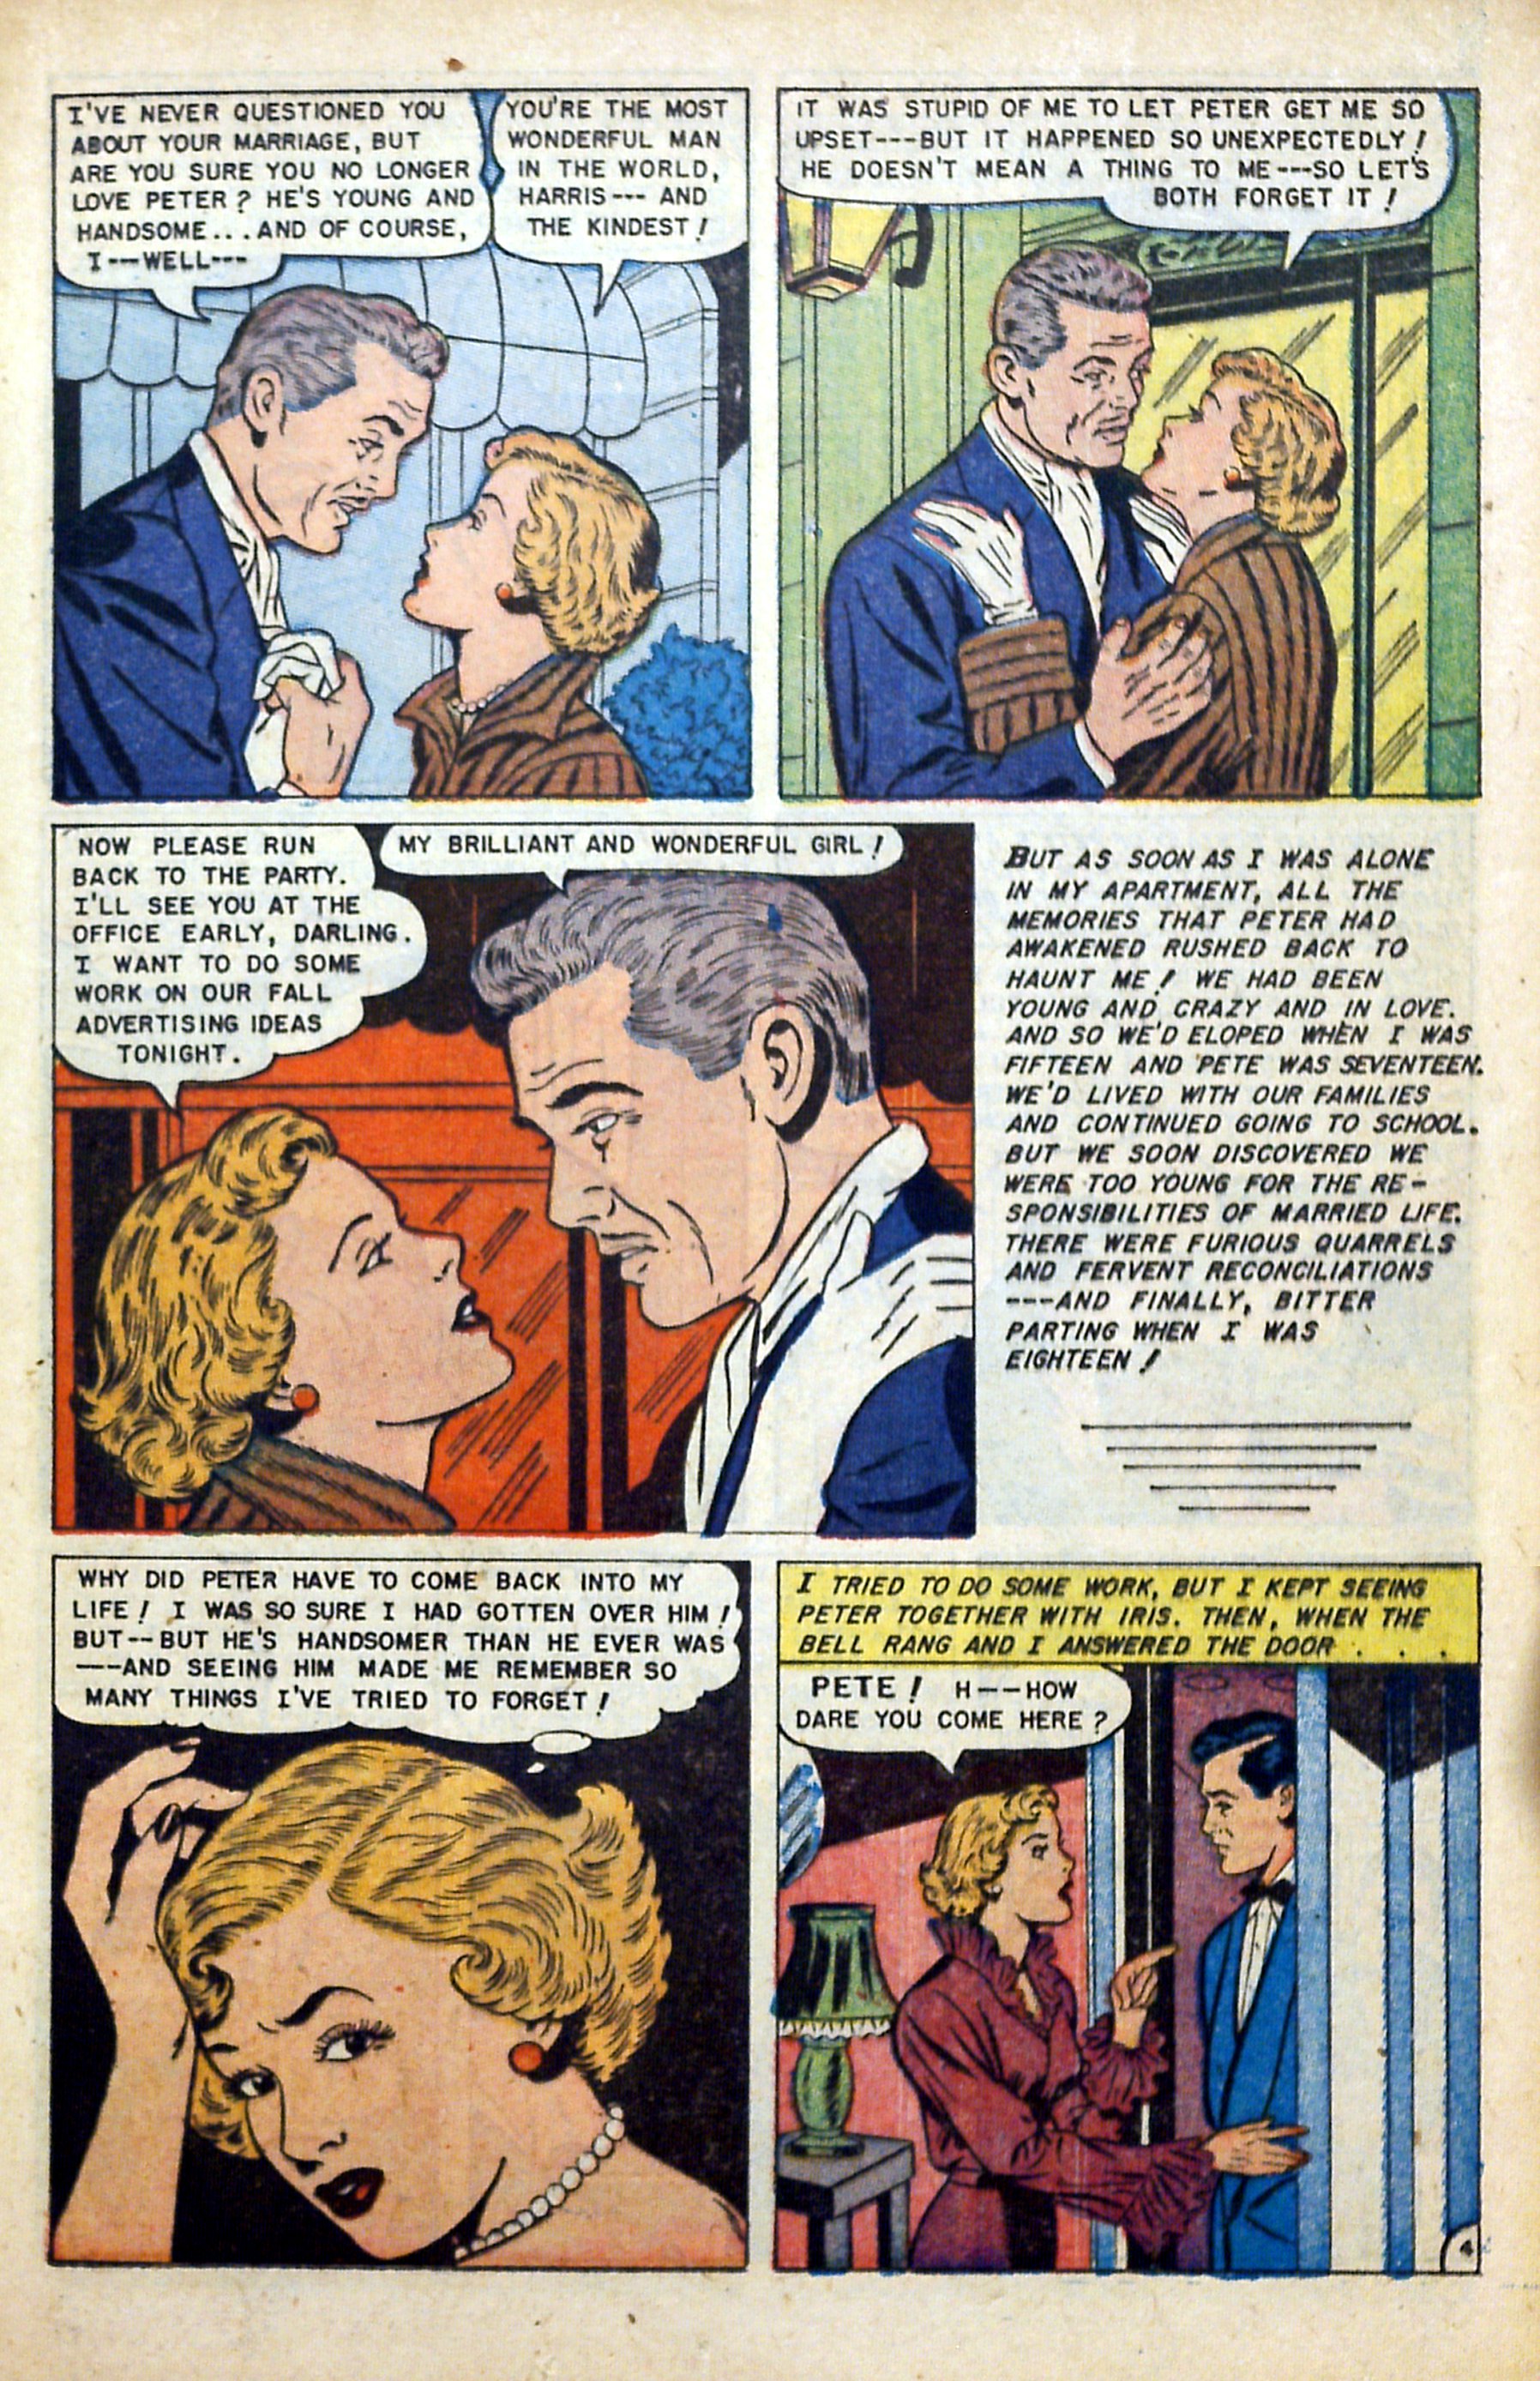 I'VE NEVER QUESTIONED YOU
ABOUT YOUR MARRIAGE, BUT
ARE YOU SURE YOU NO LONGER
LOVE PETER? HE'S YOUNG AND
HANDSOME... AND OF COURSE,
I---WELL---
YOU'RE THE MOST
WONDERFUL MAN
IN THE WORLD,
HARRIS--- AND
THE KINDEST!
IT WAS STUPID OF ME TO LET PETER GET ME SO
UPSET---BUT IT HAPPENED SO UNEXPECTEDLY!
HE DOESN'T MEAN A THING TO ME---SO LET'S
BOTH FORGET IT!
NOW PLEASE RUN
BACK TO THE PARTY.
I'LL SEE YOU AT THE
OFFICE EARLY, DARLING.
I WANT TO DO SOME
WORK ON OUR FALL
ADVERTISING IDEAS
TONIGHT.
MY BRILLIANT AND WONDERFUL GIRL!
BUT AS SOON AS I WAS ALONE
IN MY APARTMENT, ALL THE
MEMORIES THAT PETER HAD
AWAKENED RUSHED BACK TO
HAUNT ME! WE HAD BEEN
YOUNG AND CRAZY AND IN LOVE.
AND SO WE'D ELOPED WHEN I WAS
FIFTEEN AND PETE WAS SEVENTEEN.
WE'D LIVED WITH OUR FAMILIES
AND CONTINUED GOING TO SCHOOL.
BUT WE SOON DISCOVERED WE
WERE TOO YOUNG FOR THE RE-
SPONSIBILITIES OF MARRIED LIFE.
THERE WERE FURIOUS QUARRELS
AND FERVENT RECONCILIATIONS
---AND FINALLY, BITTER
PARTING WHEN I WAS
EIGHTEEN!
WHY DID PETER HAVE TO COME BACK INTO MY
LIFE! I WAS SO SURE I HAD GOTTEN OVER HIM!
BUT--BUT HE'S HANDSOMER THAN HE EVER WAS
---AND SEEING HIM MADE ME REMEMBER SO
MANY THINGS I'VE TRIED TO FORGET!
I TRIED TO DO SOME WORK, BUT I KEPT SEEING
PETER TOGETHER WITH IRIS. THEN, WHEN THE
BELL RANG AND I ANSWERED THE DOOR . . .
PETE! H---HOW
DARE YOU COME HERE?
4